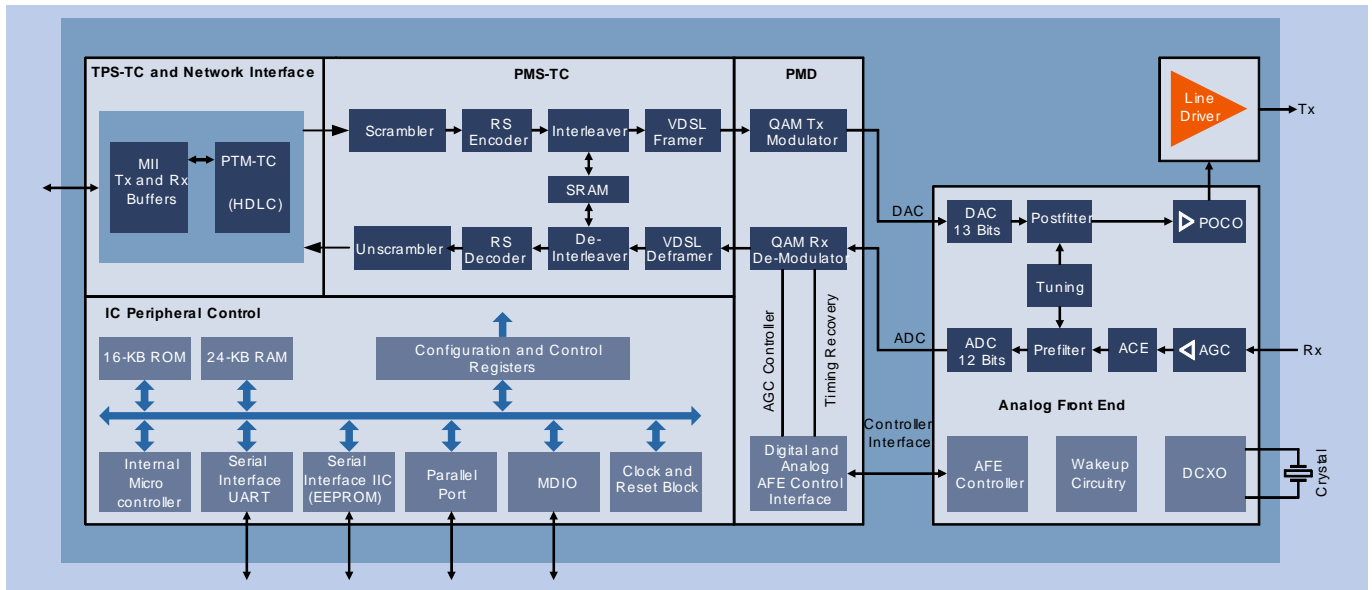 TPS-TC and Network Interface
PMS-TC
PMD
MII
Tx and Rx
Buffers
PTM-TC
(HDLC)
Scrambler
RS
Encoder
Interleaver
VDSL
Framer
SRAM
Unscrambler
RS
Decoder
De-
Interleaver
VDSL
Deframer
QAM Tx
Modulator
QAM Rx
De-Modulator
AGC Controller
Timing Recovery
Digital and
Analog
AFE Control
Interface
DAC
ADC
Controller
Interface
Line
Driver
Tx
DAC
13 Bits
Postfitter
POCO
Tuning
ADC
12 Bits
Prefilter
ACE
AGC
Rx
Analog Front End
AFE
Controller
Wakeup
Circuitry
DCXO
Crystal
IC Peripheral Control
16-KB ROM
24-KB RAM
Configuration and Control
Registers
Internal
Micro
controller
Serial
Interface
UART
Serial
Interface IIC
(EEPROM)
Parallel
Port
MDIO
Clock and
Reset Block